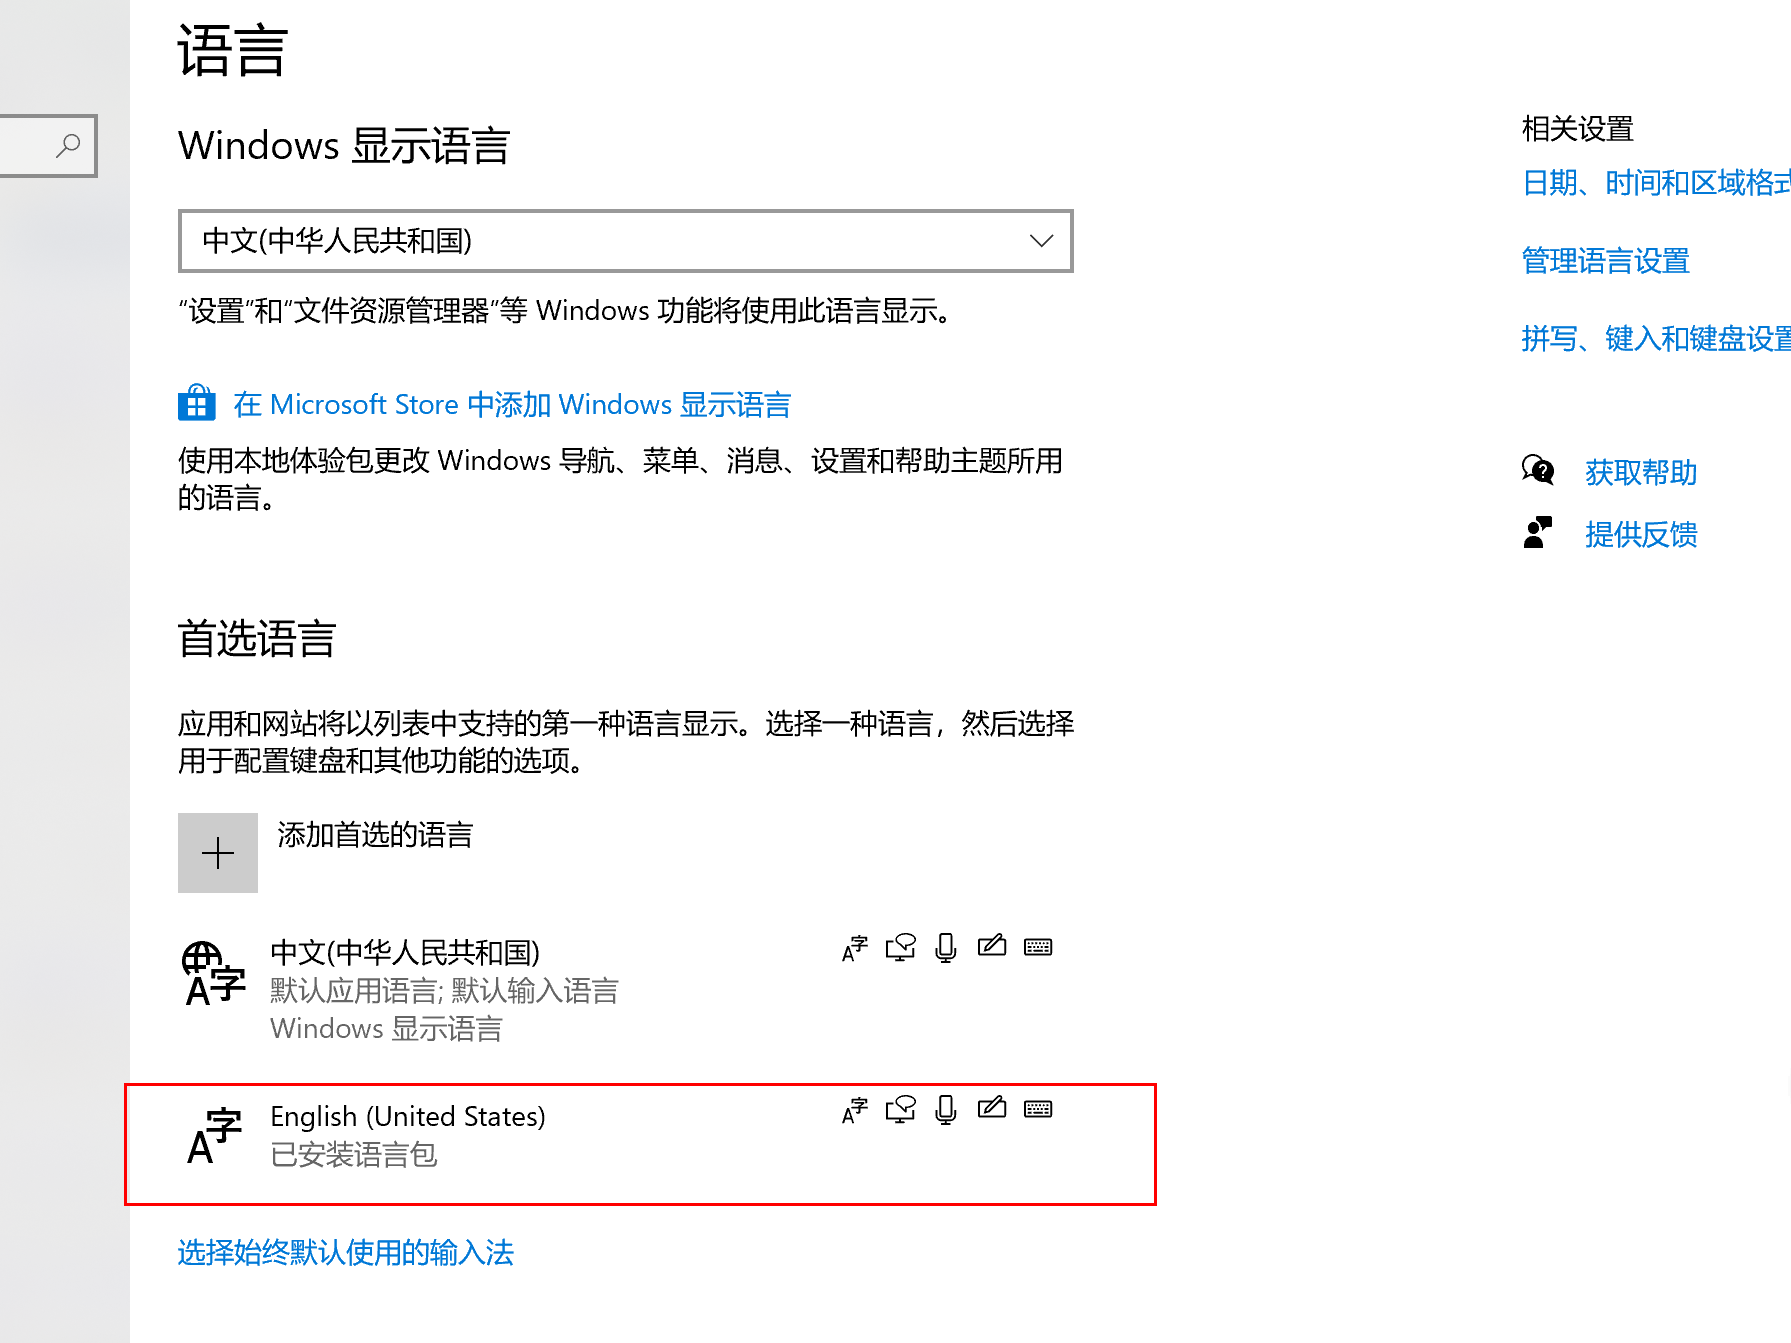 语言
Windows 显示语言
中文(中华人民共和国)
“设置”和“文件资源管理器”等 Windows 功能将使用此语言显示。
在 Microsoft Store 中添加 Windows 显示语言
使用本地体验包更改 Windows 导航、菜单、消息、设置和帮助主题所用
的语言。
首选语言
应用和网站将以列表中支持的第一种语言显示。选择一种语言，然后选择
用于配置键盘和其他功能的选项。
添加首选的语言
中文(中华人民共和国)
默认应用语言; 默认输入语言
Windows 显示语言
English (United States)
已安装语言包
选择始终默认使用的输入法
相关设置
日期、时间和区域格式
管理语言设置
拼写、键入和键盘设置
获取帮助
提供反馈